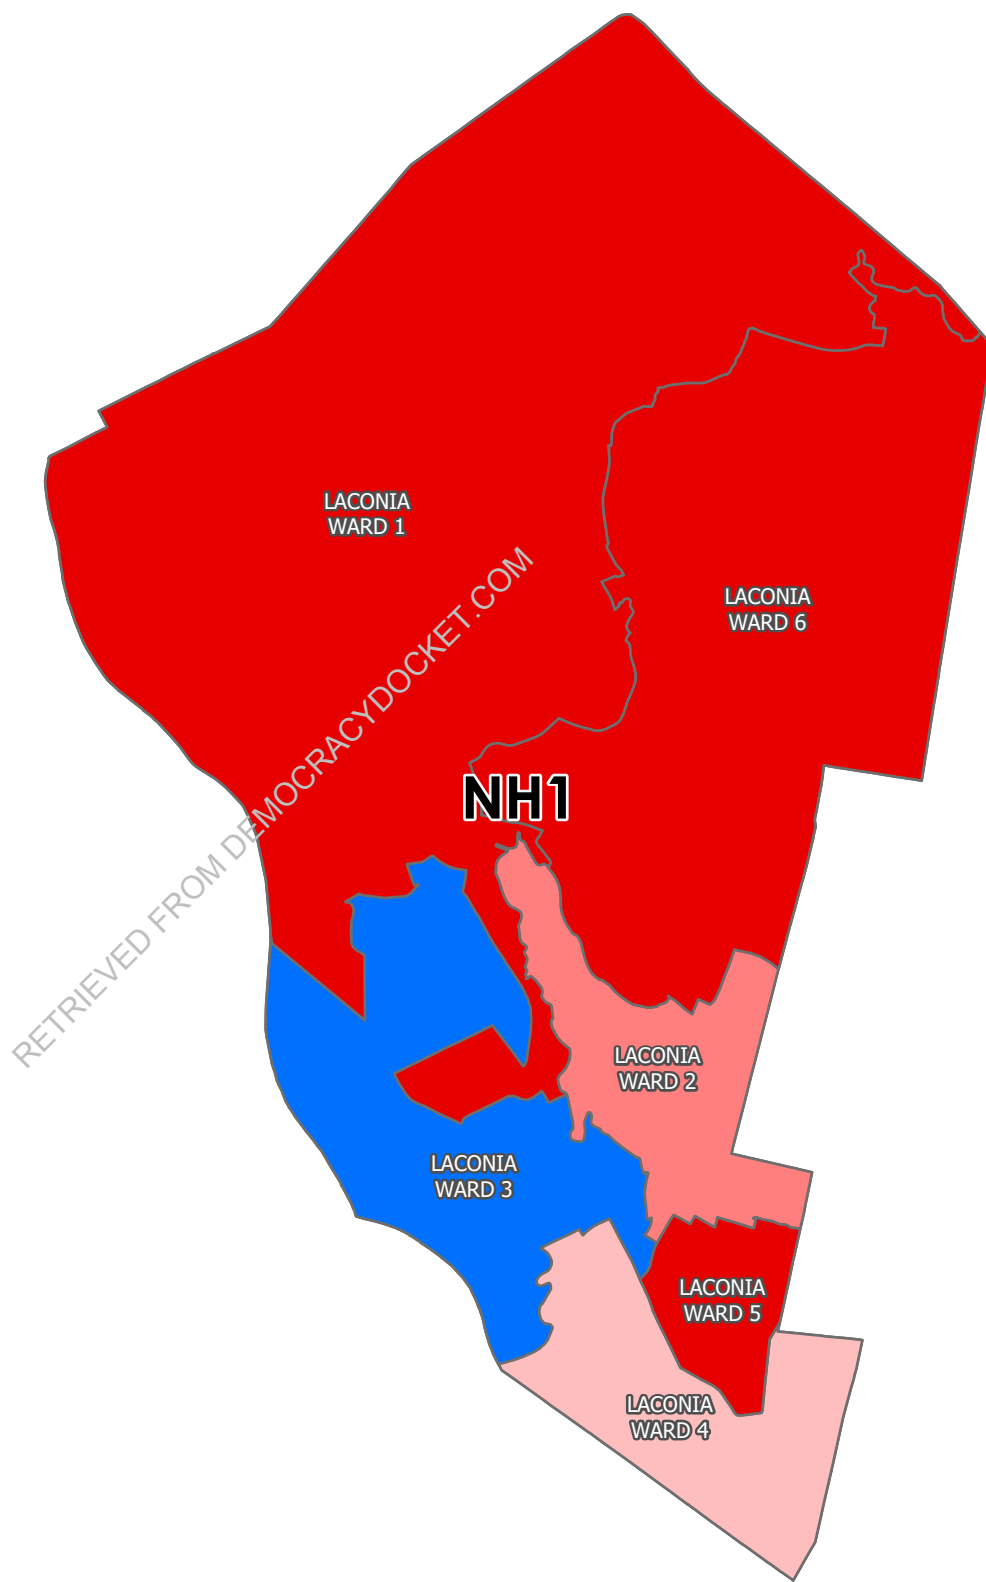 LACONIA
WARD 1
LACONIA
WARD 6
RETRIEVED FROM DEMOCRACYDOCKET.COM
NH1
LACONIA
WARD 2
LACONIA
WARD 3
LACONIA
WARD 5
LACONIA
WARD 4